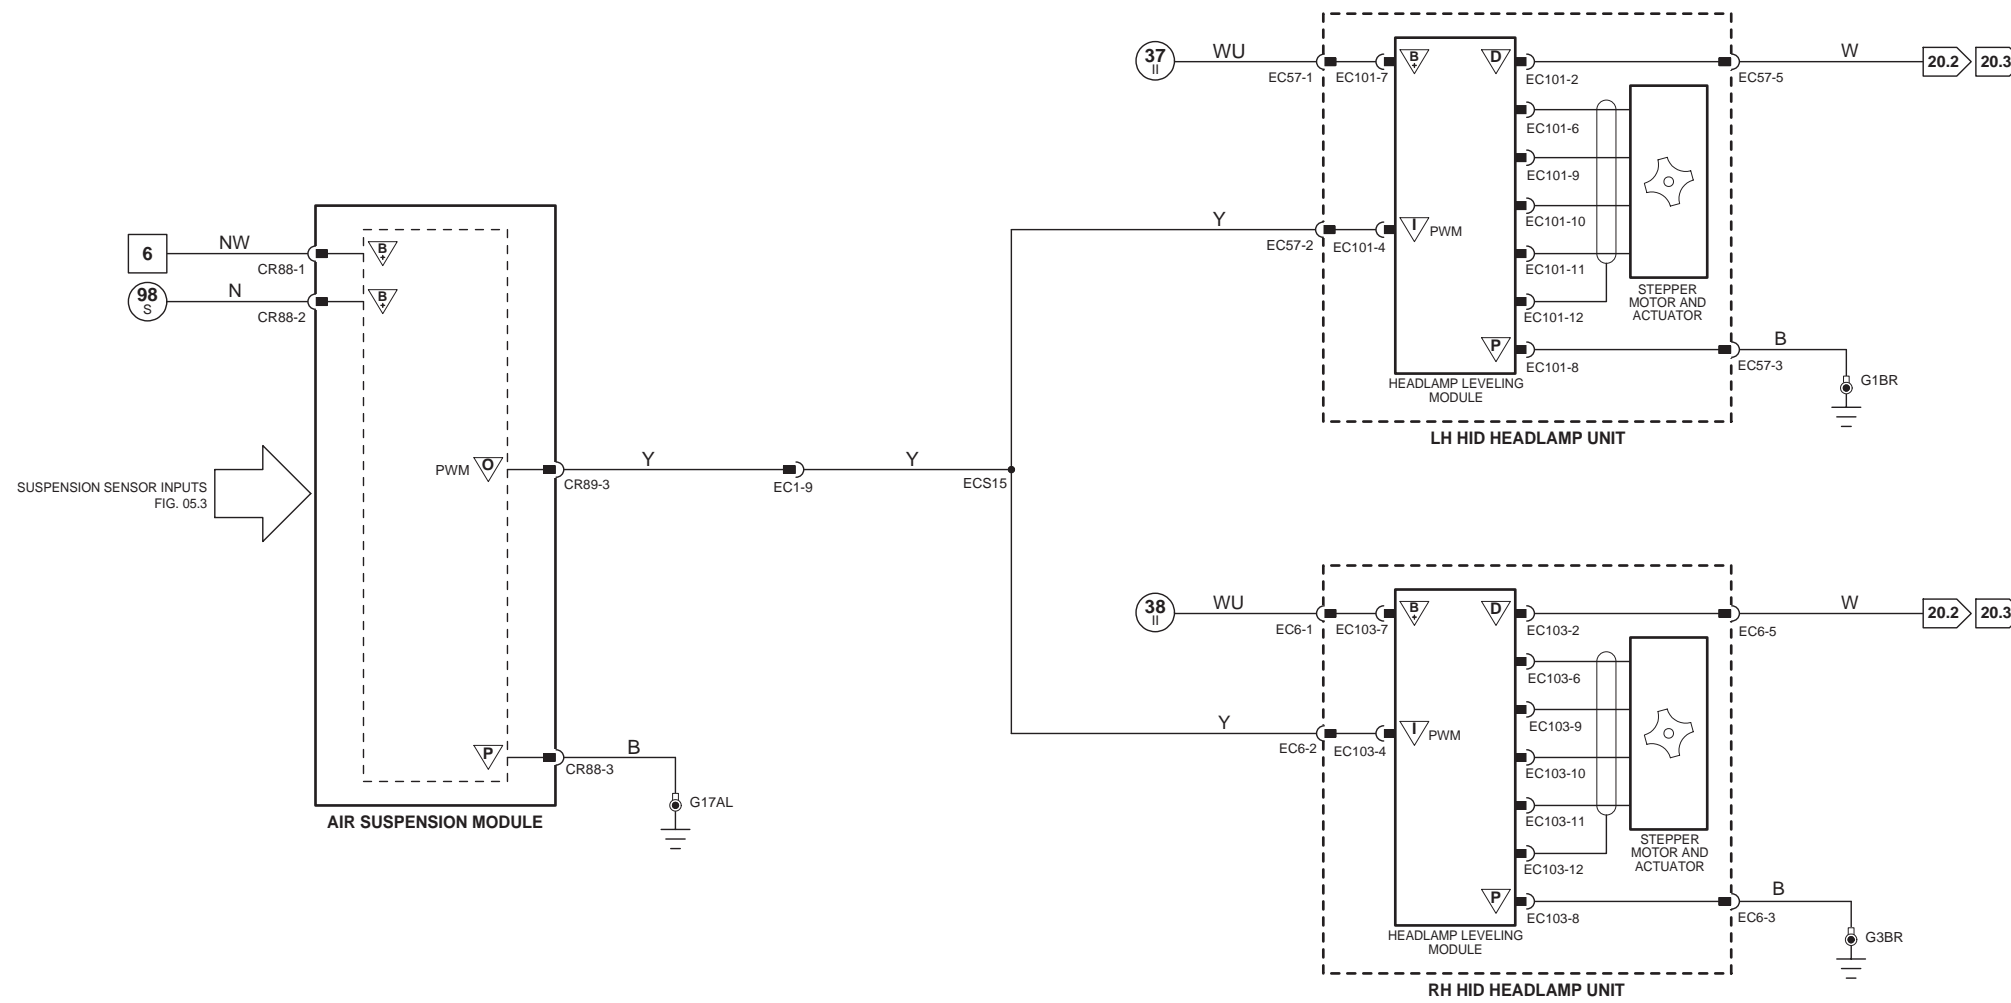 6
NW
CR88-1
B
+
98
S
N
CR88-2
B
+
SUSPENSION SENSOR INPUTS
FIG. 05.3
PWM
O
CR89-3
Y
EC1-9
Y
ECS15
P
CR88-3
B
G17AL
AIR SUSPENSION MODULE
37
II
WU
EC57-1
EC101-7
B
+
D
EC101-2
EC57-5
W
20.2
20.3
EC101-6
EC101-9
EC101-10
Y
EC57-2
EC101-4
I
PWM
EC101-11
EC101-12
STEPPER
MOTOR AND
ACTUATOR
P
EC101-8
EC57-3
B
G1BR
HEADLAMP LEVELING
MODULE
LH HID HEADLAMP UNIT
38
II
WU
EC6-1
EC103-7
B
+
D
EC103-2
EC6-5
W
20.2
20.3
EC103-6
EC103-9
Y
EC6-2
EC103-4
I
PWM
EC103-10
EC103-11
EC103-12
STEPPER
MOTOR AND
ACTUATOR
P
EC103-8
EC6-3
B
G3BR
HEADLAMP LEVELING
MODULE
RH HID HEADLAMP UNIT